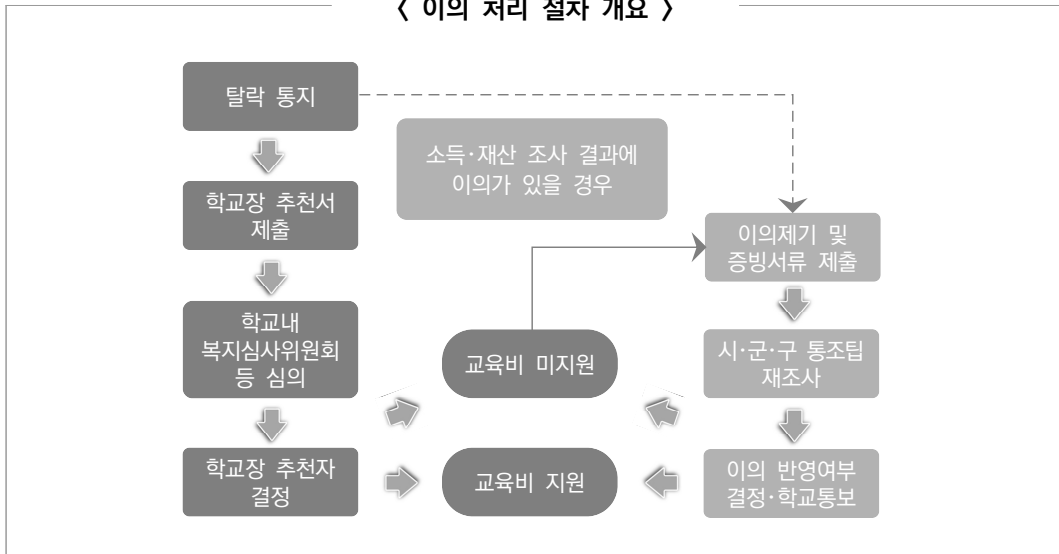 < 이의 처리 절차 개요 >
탈락 통지
소득·재산 조사 결과에
이의가 있을 경우
학교장 추천서
제출
이의제기 및
증빙서류 제출
학교내
복지심사위원회
등 심의
교육비 미지원
시·군·구 통조팁
재조사
학교장 추천자
결정
교육비 지원
이의 반영여부
결정·학교통보